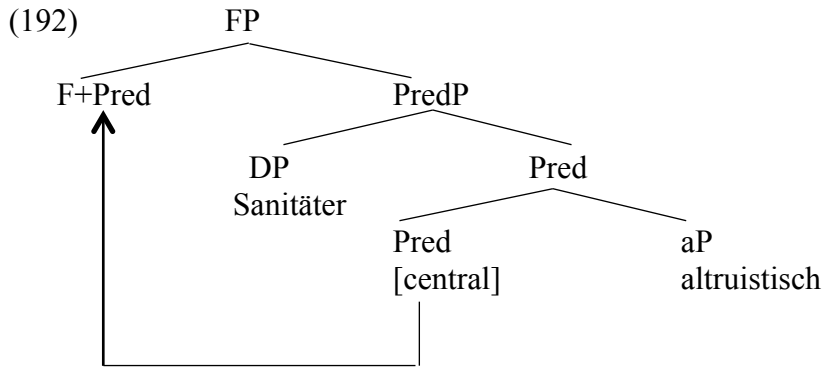 (192) FP
F+Pred PredP
DP Pred
Sanitäter
Pred aP
[central] altruistisch